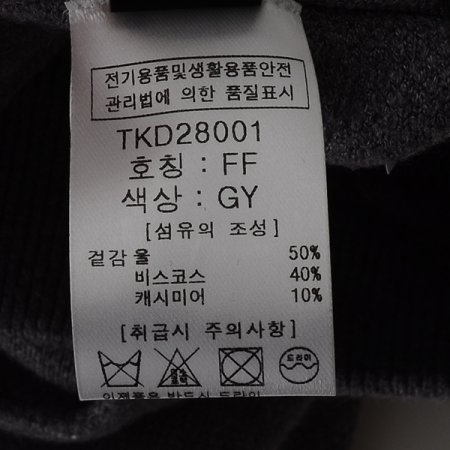 전기용품및생활용품안전
관리법에 의한 품질표시
TKD28001
호칭 : FF
색상 : GY
[섬유의 조성]
겉감 울 50%
비스코스 40%
캐시미어 10%
[취급시 주의사항]
드라이